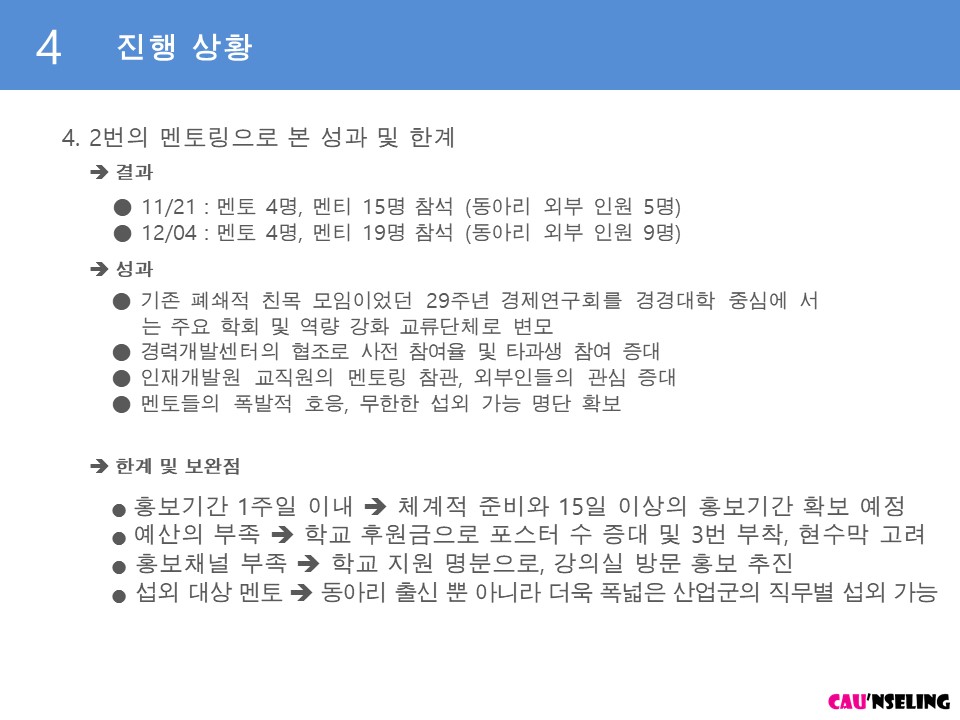 4 진행 상황
4. 2번의 멘토링으로 본 성과 및 한계
➔ 결과
● 11/21 : 멘토 4명, 멘티 15명 참석 (동아리 외부 인원 5명)
● 12/04 : 멘토 4명, 멘티 19명 참석 (동아리 외부 인원 9명)
➔ 성과
● 기존 폐쇄적 친목 모임이었던 29주년 경제연구회를 경경대학 중심에 서
는 주요 학회 및 역량 강화 교류단체로 변모
● 경력개발센터의 협조로 사전 참여율 및 타과생 참여 증대
● 인재개발원 교직원의 멘토링 참관, 외부인들의 관심 증대
● 멘토들의 폭발적 호응, 무한한 섭외 가능 명단 확보
➔ 한계 및 보완점
● 홍보기간 1주일 이내 ➔ 체계적 준비와 15일 이상의 홍보기간 확보 예정
● 예산의 부족 ➔ 학교 후원금으로 포스터 수 증대 및 3번 부착, 현수막 고려
● 홍보채널 부족 ➔ 학교 지원 명분으로, 강의실 방문 홍보 추진
● 섭외 대상 멘토 ➔ 동아리 출신 뿐 아니라 더욱 폭넓은 산업군의 직무별 섭외 가능
CAU'NSELING